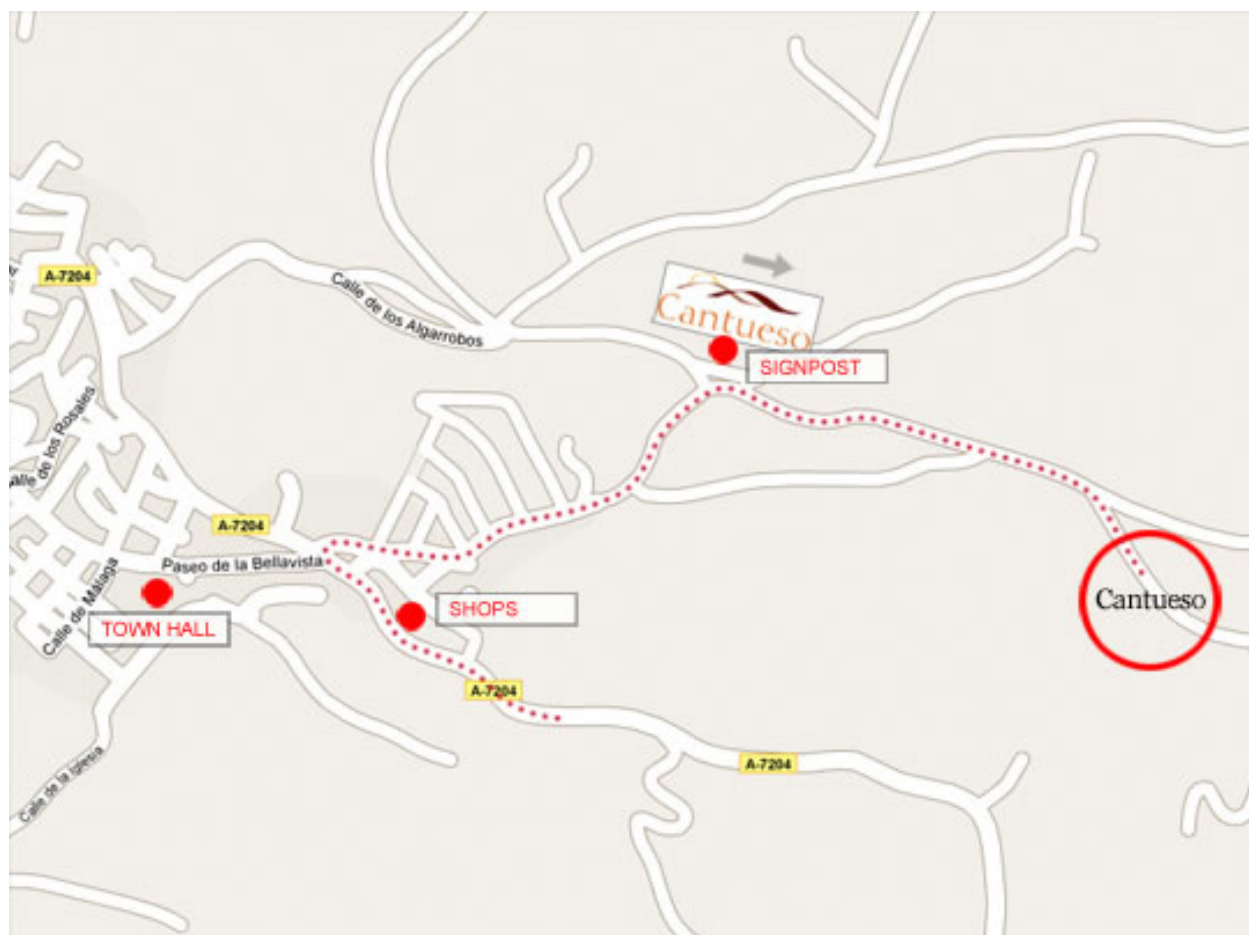 A-7204
Calle de los Algarrobos
Cantueso
SIGNPOST
alle de los Rosales
A-7204
Paseo de la Bellavista
Calle de Málaga
TOWN HALL
SHOPS
Cantueso
A-7204
A-7204
Calle de la Iglesia